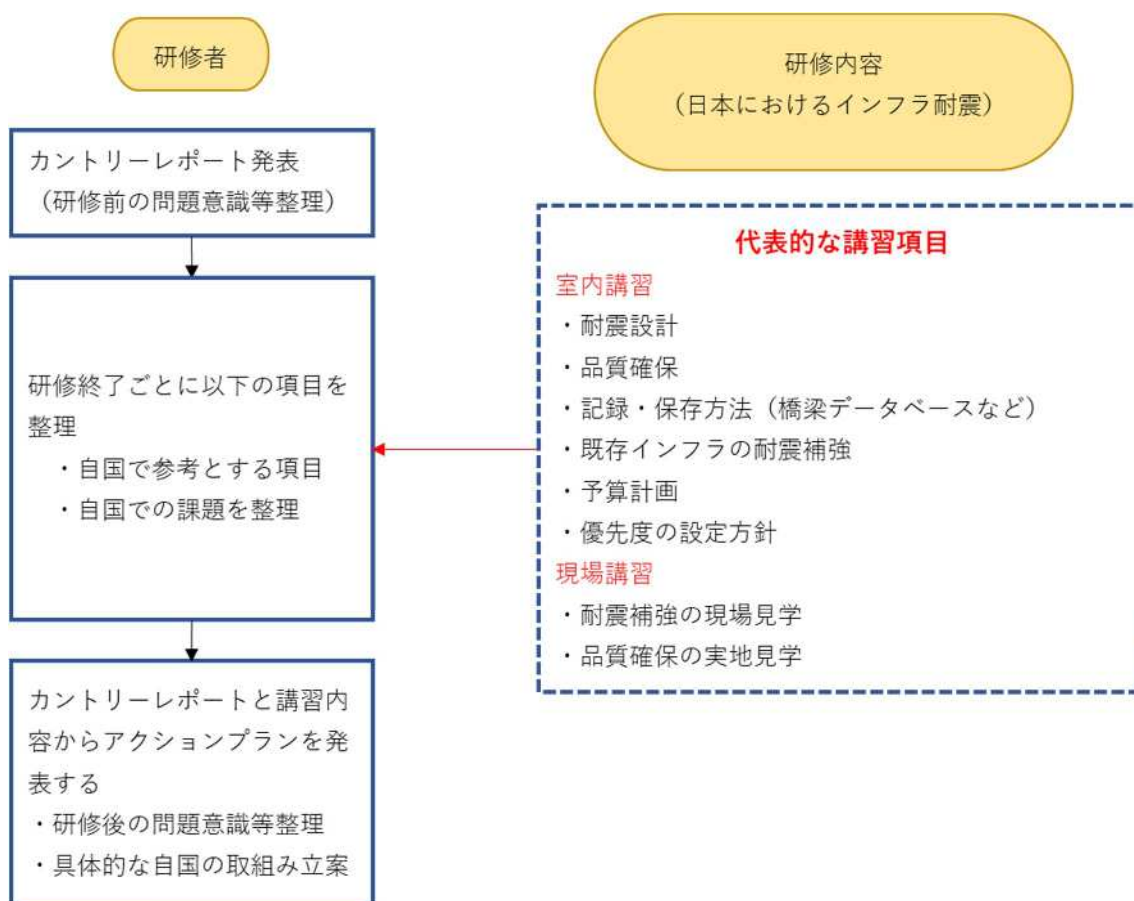 研修者
カントリーレポート発表
（研修前の問題意識等整理）
研修終了ごとに以下の項目を
整理
・自国で参考とする項目
・自国での課題を整理
カントリーレポートと講習内
容からアクションプランを発
表する
・研修後の問題意識等整理
・具体的な自国の取組み立案
研修内容
（日本におけるインフラ耐震）
代表的な講習項目
室内講習
・耐震設計
・品質確保
・記録・保存方法（橋梁データベースなど）
・既存インフラの耐震補強
・予算計画
・優先度の設定方針
現場講習
・耐震補強の現場見学
・品質確保の実地見学